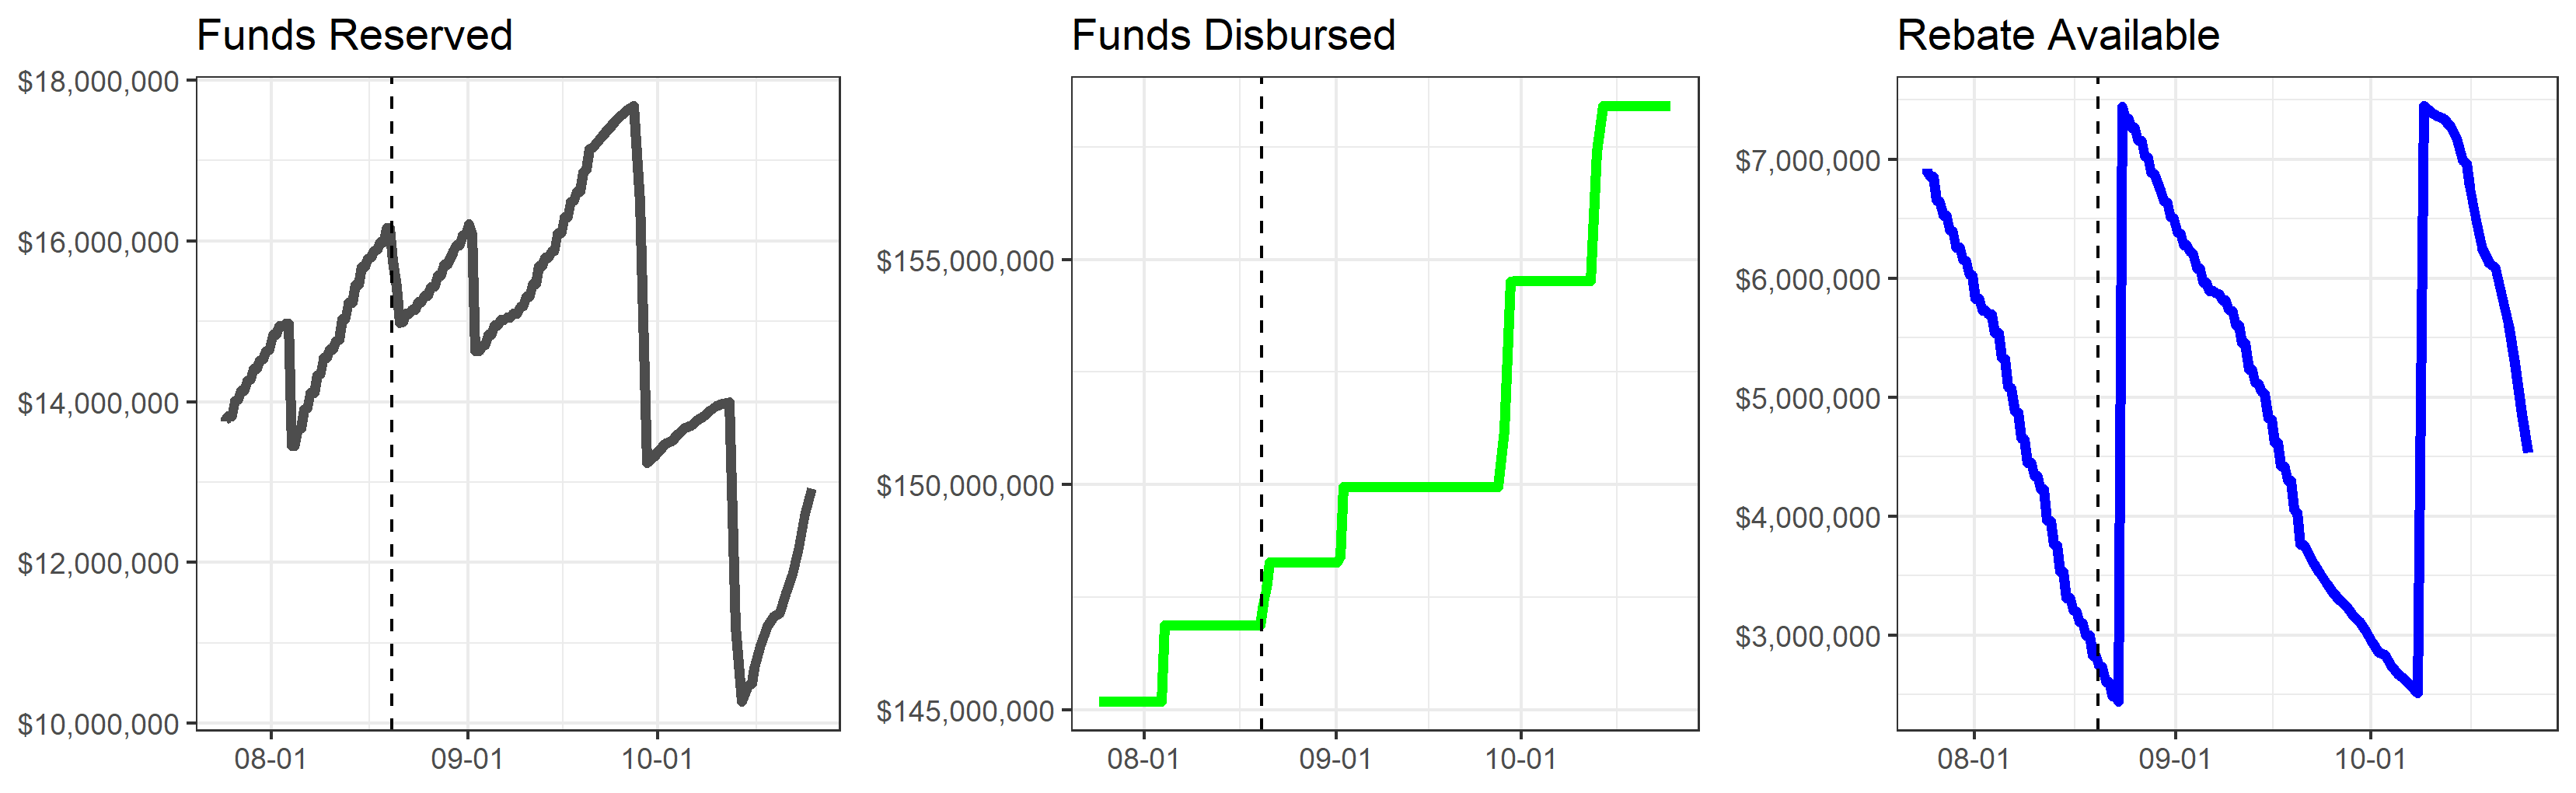 Funds Reserved
$18,000,000
$16,000,000
$14,000,000
$12,000,000
$10,000,000
08-01 09-01 10-01
Funds Disbursed
$155,000,000
$150,000,000
$145,000,000
08-01 09-01 10-01
Rebate Available
$7,000,000
$6,000,000
$5,000,000
$4,000,000
$3,000,000
08-01 09-01 10-01